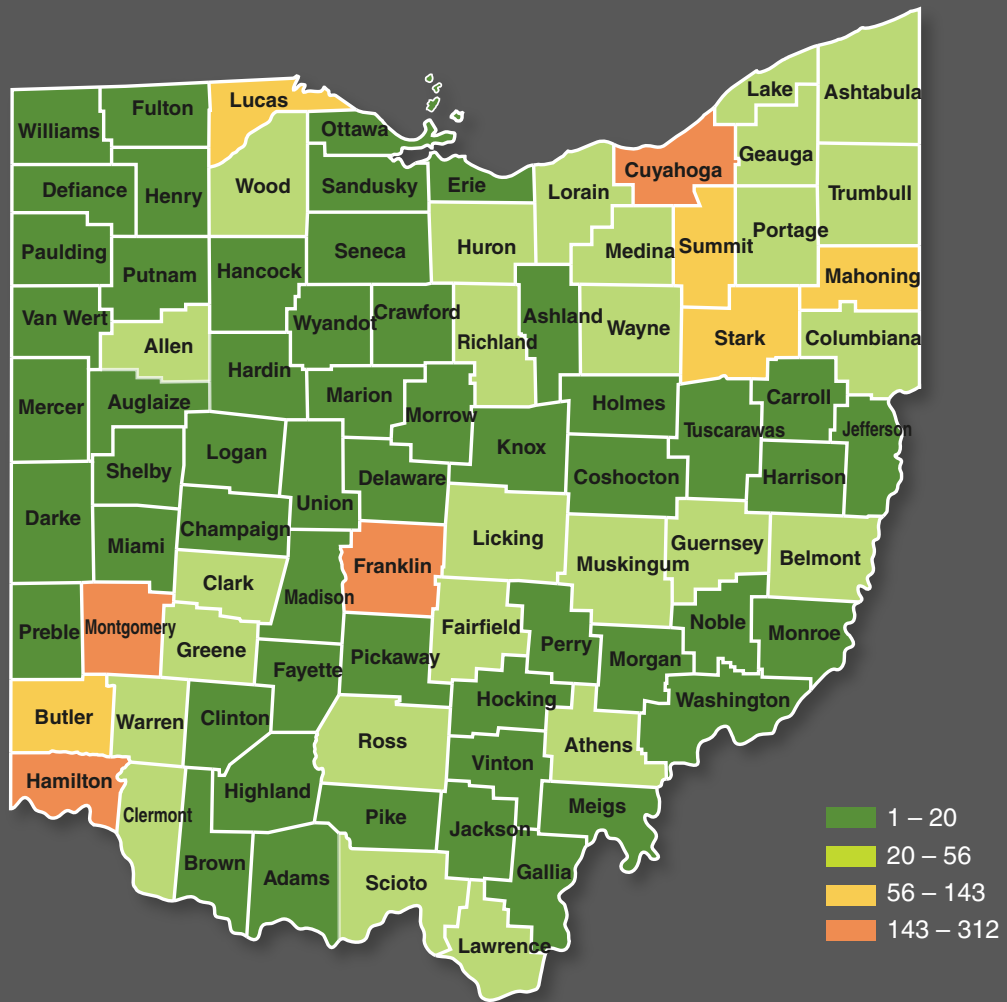 Lake
Ashtabula
Lucas
Fulton
Williams
Ottawa
Geauga
Cuyahoga
Wood
Sandusky
Erie
Defiance
Henry
Lorain
Trumbull
Portage
Summit
Medina
Huron
Seneca
Paulding
Hancock
Putnam
Mahoning
Crawford
Ashland
Van Wert
Wyandot
Wayne
Stark
Columbiana
Richland
Allen
Hardin
Marion
Carroll
Auglaize
Mercer
Holmes
Morrow
Tuscarawas
Jefferson
Knox
Logan
Shelby
Delaware
Coshocton
Harrison
Union
Darke
Champaign
Miami
Licking
Guernsey
Belmont
Muskingum
Franklin
Clark
Madison
Montgomery
Preble
Fairfield
Noble
Monroe
Perry
Greene
Pickaway
Morgan
Fayette
Hocking
Washington
Butler
Warren
Clinton
Ross
Athens
Vinton
Hamilton
Highland
Meigs
Clermont
Pike
Jackson
1 – 20
20 – 56
Brown
Adams
Scioto
Gallia
56 – 143
143 – 312
Lawrence